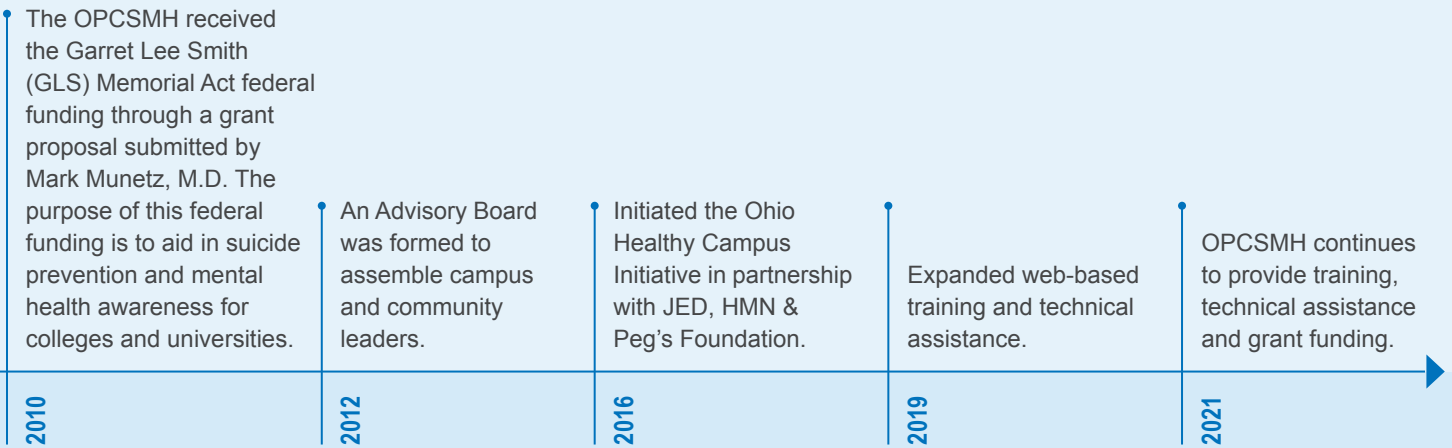 The OPCSMH received
the Garret Lee Smith
(GLS) Memorial Act federal
funding through a grant
proposal submitted by
Mark Munetz, M.D. The
purpose of this federal
funding is to aid in suicide
prevention and mental
health awareness for
colleges and universities.
2010
An Advisory Board
was formed to
assemble campus
and community
leaders.
2012
Initiated the Ohio
Healthy Campus
Initiative in partnership
with JED, HMN &
Peg’s Foundation.
2016
Expanded web-based
training and technical
assistance.
2019
OPCSMH continues
to provide training,
technical assistance
and grant funding.
2021